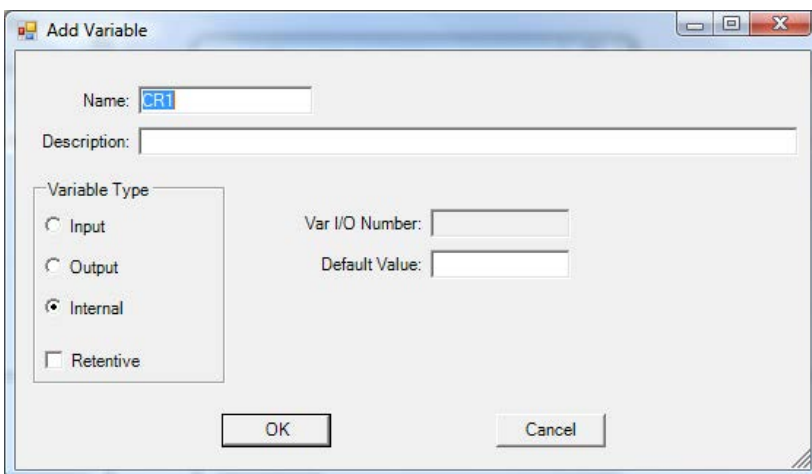 Add Variable
Name: CR1
Description:
Variable Type
Input
Var I/O Number:
Output
Default Value:
Internal
Retentive
OK Cancel